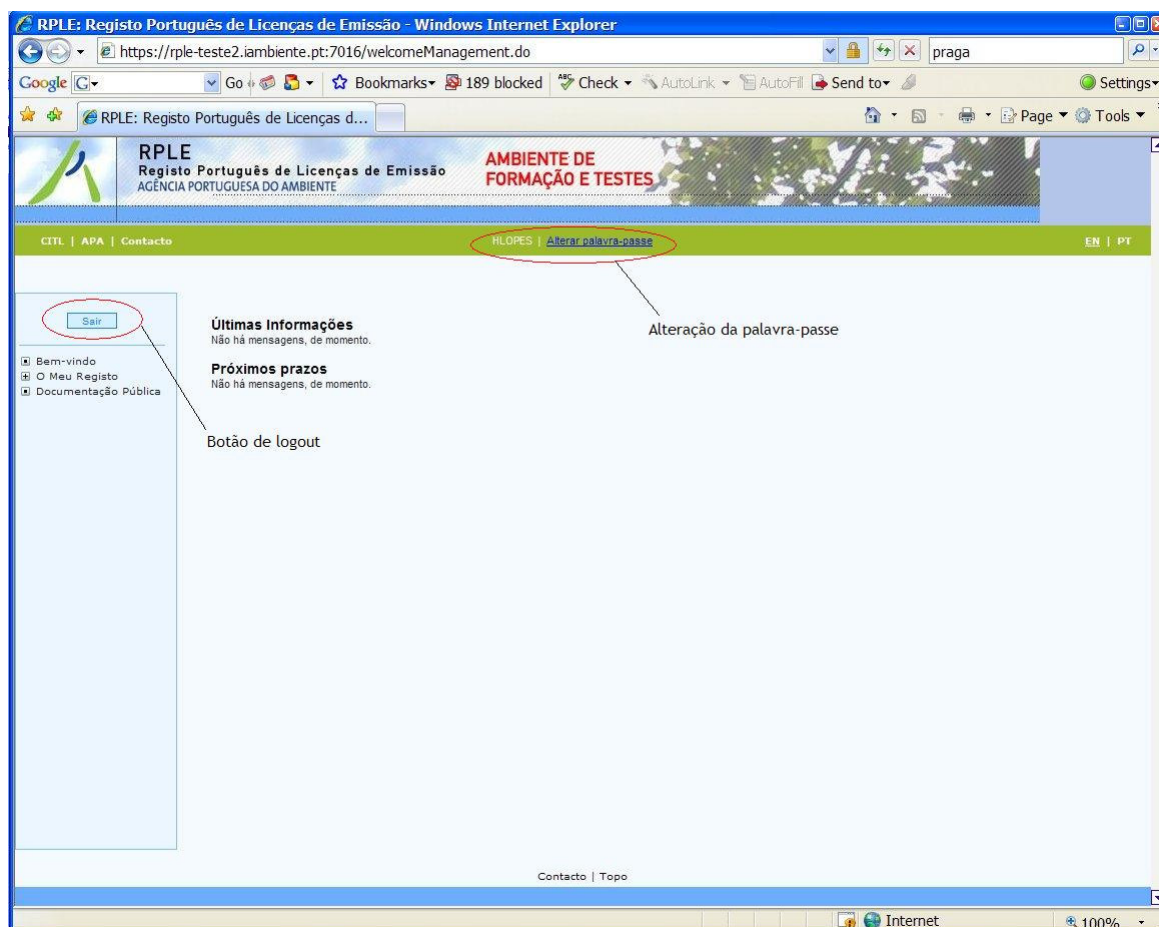 RPLE: Registo Português de Licenças de Emissão - Windows Internet Explorer
https://rple-teste2.iambiente.pt:7016/welcomeManagement.do
praga
Google G Go Bookmarks 189 blocked ABC Check AutoLink AutoFill Send to Settings
RPLE: Registo Português de Licenças d... Page Tools
RPLE
Registo Português de Licenças de Emissão
AGÊNCIA PORTUGUESA DO AMBIENTE
AMBIENTE DE
FORMAÇÃO E TESTES
CITL | APA | Contacto HLOPES | Alterar palavra-passe EN | PT
Sair
Bem-vindo
O Meu Registo
Documentação Pública
Últimas Informações
Não há mensagens, de momento.
Próximos prazos
Não há mensagens, de momento.
Alteração da palavra-passe
Botão de logout
Contacto | Topo
Internet 100%